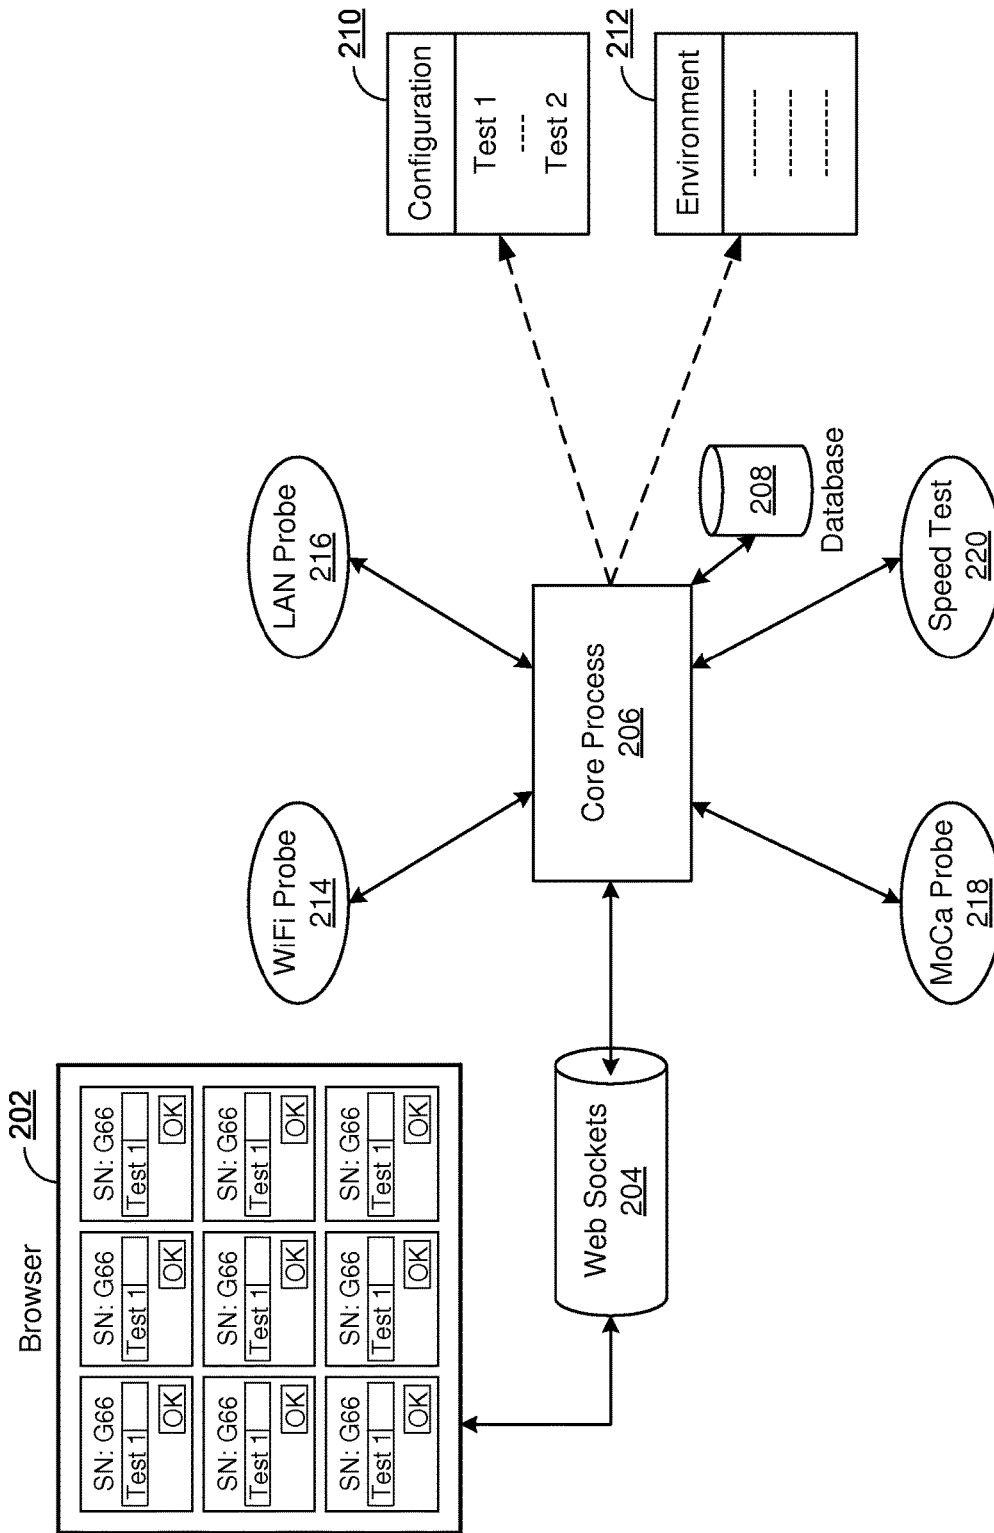 Browser
202
SN: G66
Test 1
OK
SN: G66
Test 1
OK
SN: G66
Test 1
OK
SN: G66
Test 1
OK
SN: G66
Test 1
OK
SN: G66
Test 1
OK
SN: G66
Test 1
OK
SN: G66
Test 1
OK
SN: G66
Test 1
OK
Web Sockets
204
WiFi Probe
214
LAN Probe
216
Core Process
206
MoCa Probe
218
Speed Test
220
208
Database
210
Configuration
Test 1
----
Test 2
212
Environment
---------
---------
---------